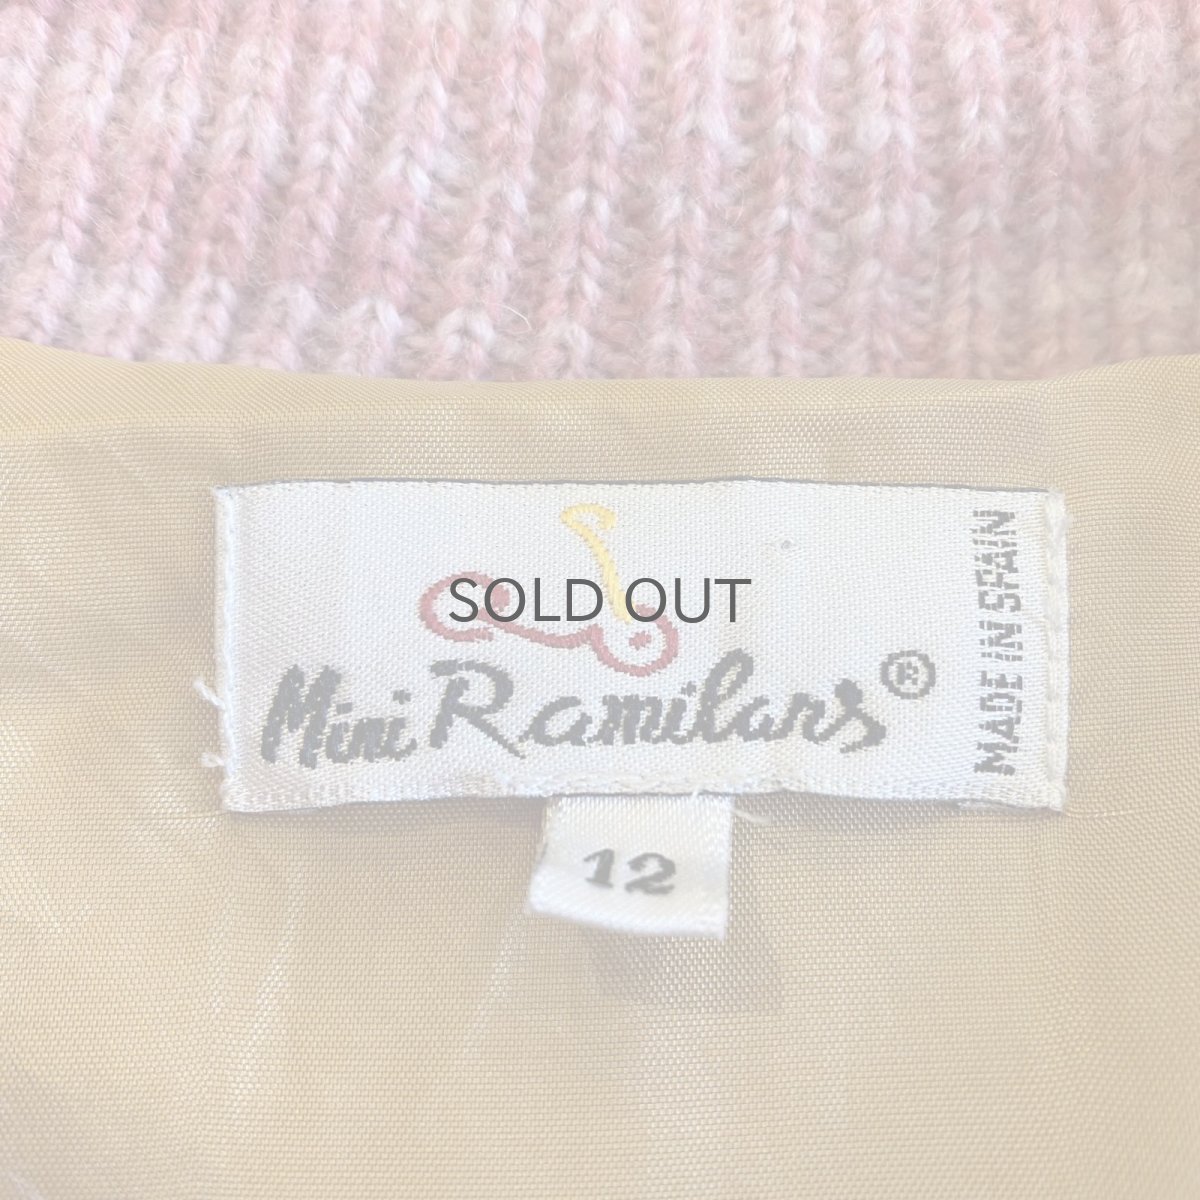 SOLD OUT
Mini Ramilars ®
MADE IN SPAIN
12